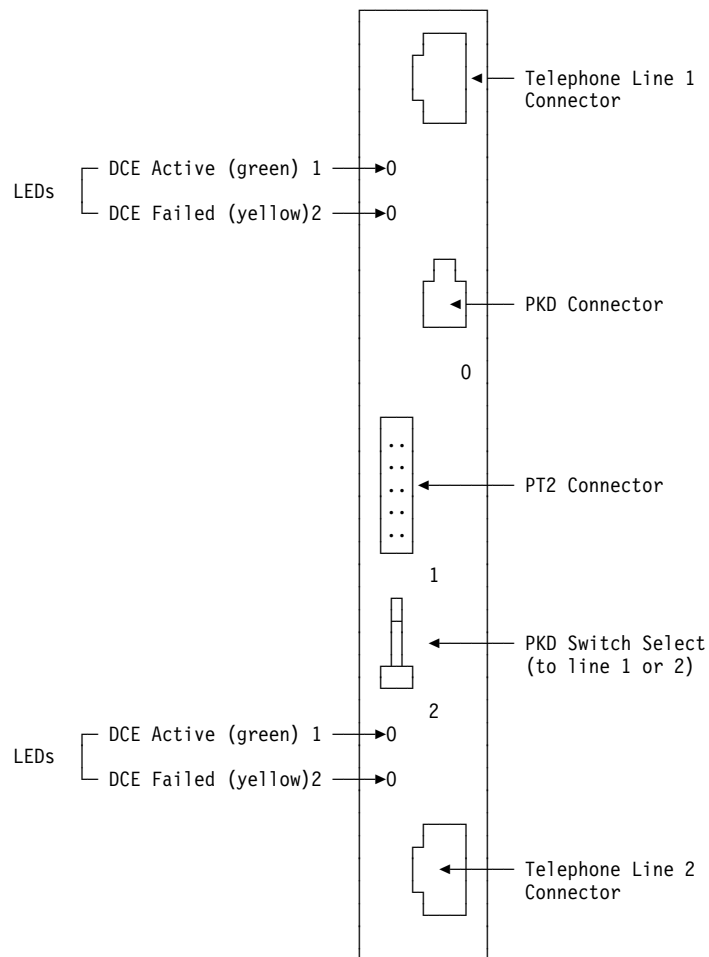 Telephone Line 1
Connector
LEDs
DCE Active (green) 1 0
DCE Failed (yellow)2 0
PKD Connector
0
PT2 Connector
1
PKD Switch Select
(to line 1 or 2)
2
LEDs
DCE Active (green) 1 0
DCE Failed (yellow)2 0
Telephone Line 2
Connector